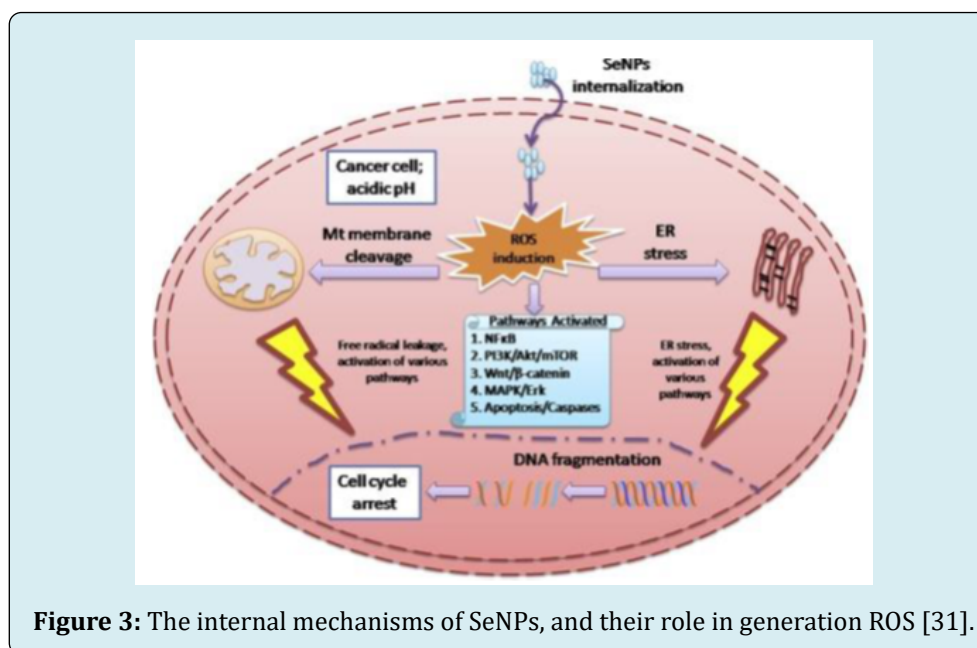 SeNPs
internalization
Cancer cell;
acidic pH
Mt membrane
cleavage
ROS
induction
ER
stress
Pathways Activated
1. NFκB
2. PI3K/Akt/mTOR
3. Wnt/β-catenin
4. MAPK/Erk
5. Apoptosis/Caspases
Free radical leakage,
activation of various
pathways
ER stress,
activation of
various
pathways
DNA fragmentation
Cell cycle
arrest
Figure 3: The internal mechanisms of SeNPs, and their role in generation ROS [31].